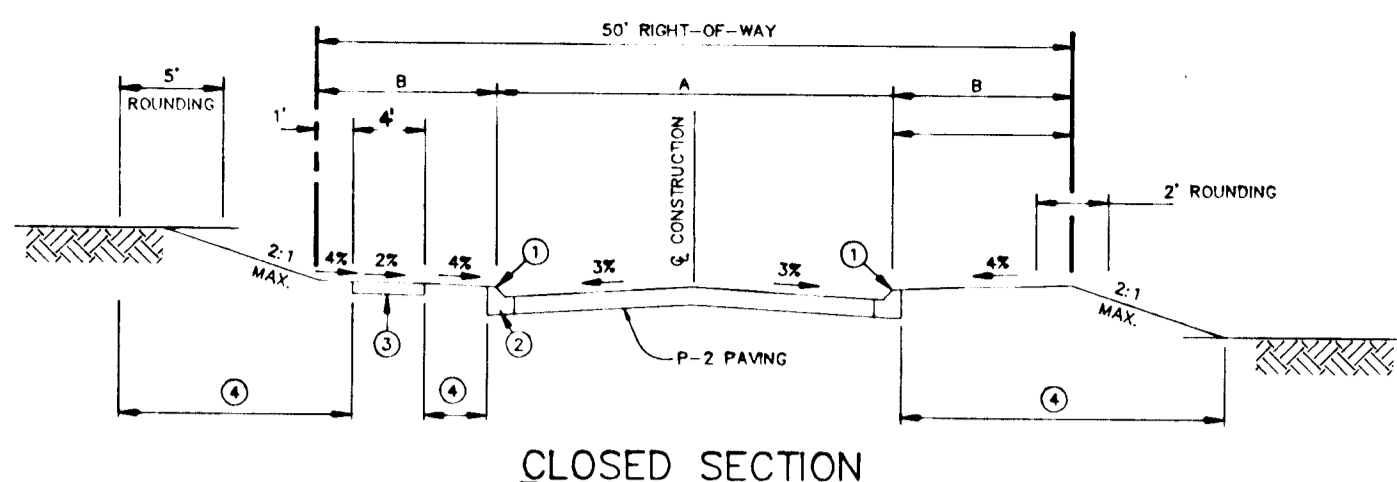 50' RIGHT-OF-WAY
5'
B
A
B
ROUNDING
1'
4'
℄ CONSTRUCTION
2' ROUNDING
2:1
MAX.
4%
2%
4%
1
3%
3%
1
4%
2:1
MAX.
3
2
P-2 PAVING
4
4
4
CLOSED SECTION